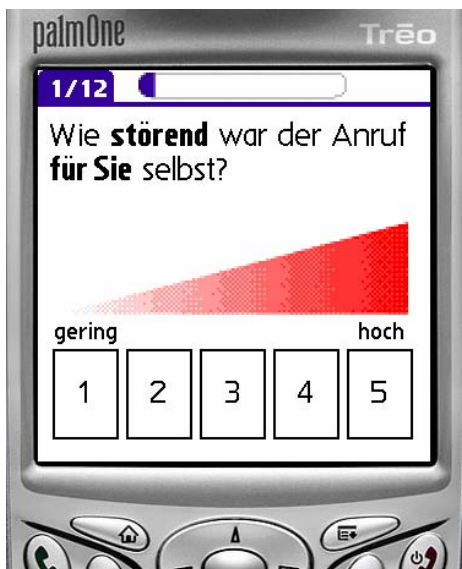 palmOne Trēo
1/12
Wie störend war der Anruf
für Sie selbst?
gering hoch
1 2 3 4 5